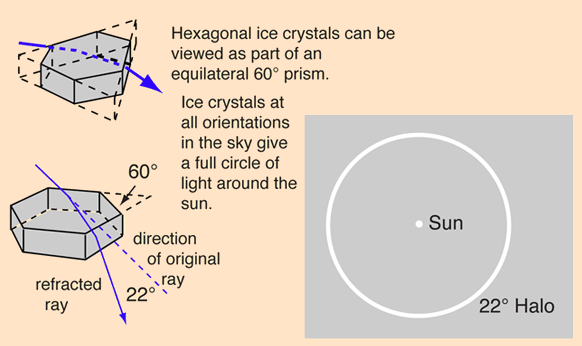 Hexagonal ice crystals can be
viewed as part of an
equilateral 60° prism.
Ice crystals at
all orientations
in the sky give
a full circle of
light around the
sun.
60°
direction
of original
ray
refracted
ray
22°
Sun
22° Halo